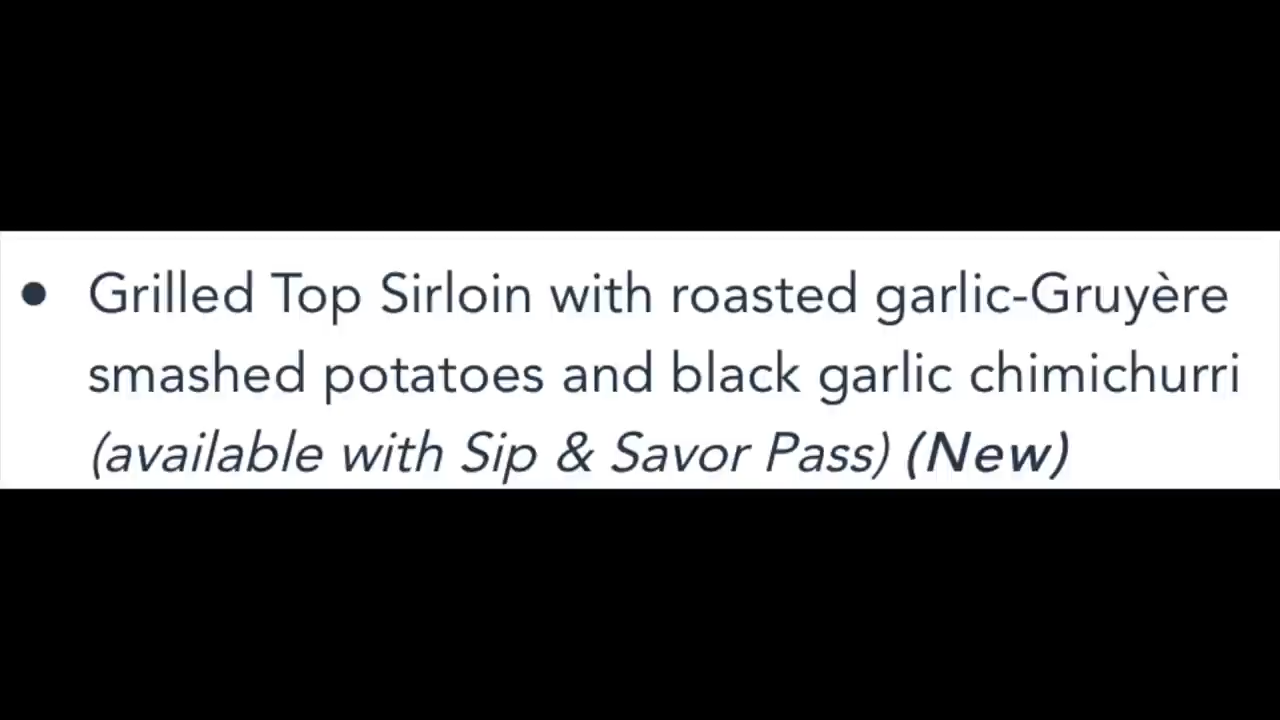 • Grilled Top Sirloin with roasted garlic-Gruyère
smashed potatoes and black garlic chimichurri
(available with Sip & Savor Pass) (New)